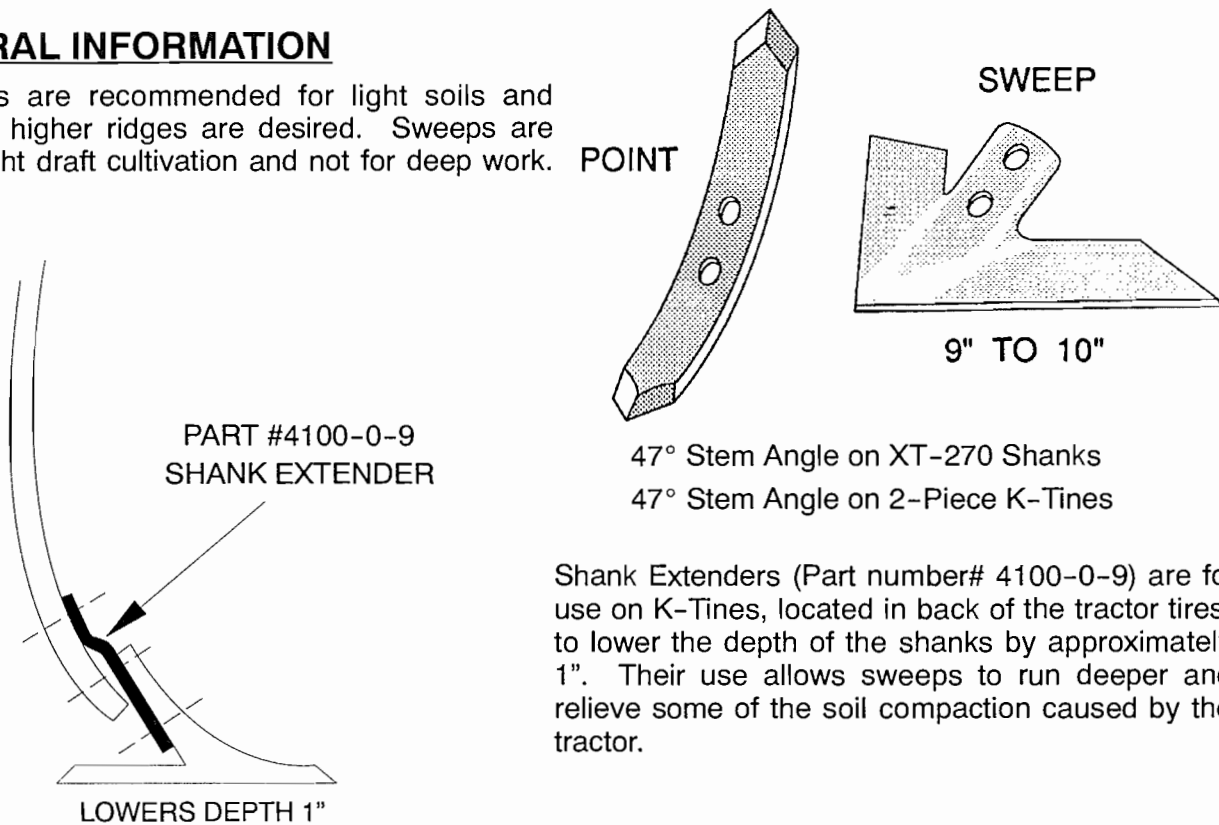 RAL INFORMATION
s are recommended for light soils and
higher ridges are desired. Sweeps are
ht draft cultivation and not for deep work.
POINT
SWEEP
9" TO 10"
47° Stem Angle on XT-270 Shanks
47° Stem Angle on 2-Piece K-Tines
PART #4100-0-9
SHANK EXTENDER
LOWERS DEPTH 1"
Shank Extenders (Part number# 4100-0-9) are fo
use on K-Tines, located in back of the tractor tires
to lower the depth of the shanks by approximatel
1". Their use allows sweeps to run deeper and
relieve some of the soil compaction caused by the
tractor.